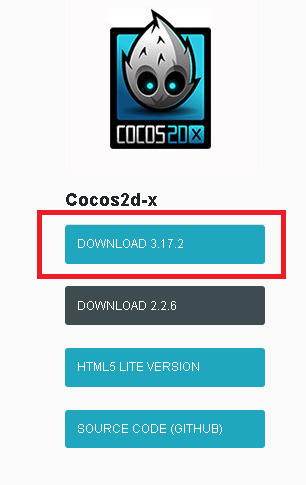 COCOS2DX
Cocos2d-x
DOWNLOAD 3.17.2
DOWNLOAD 2.2.6
HTML5 LITE VERSION
SOURCE CODE (GITHUB)